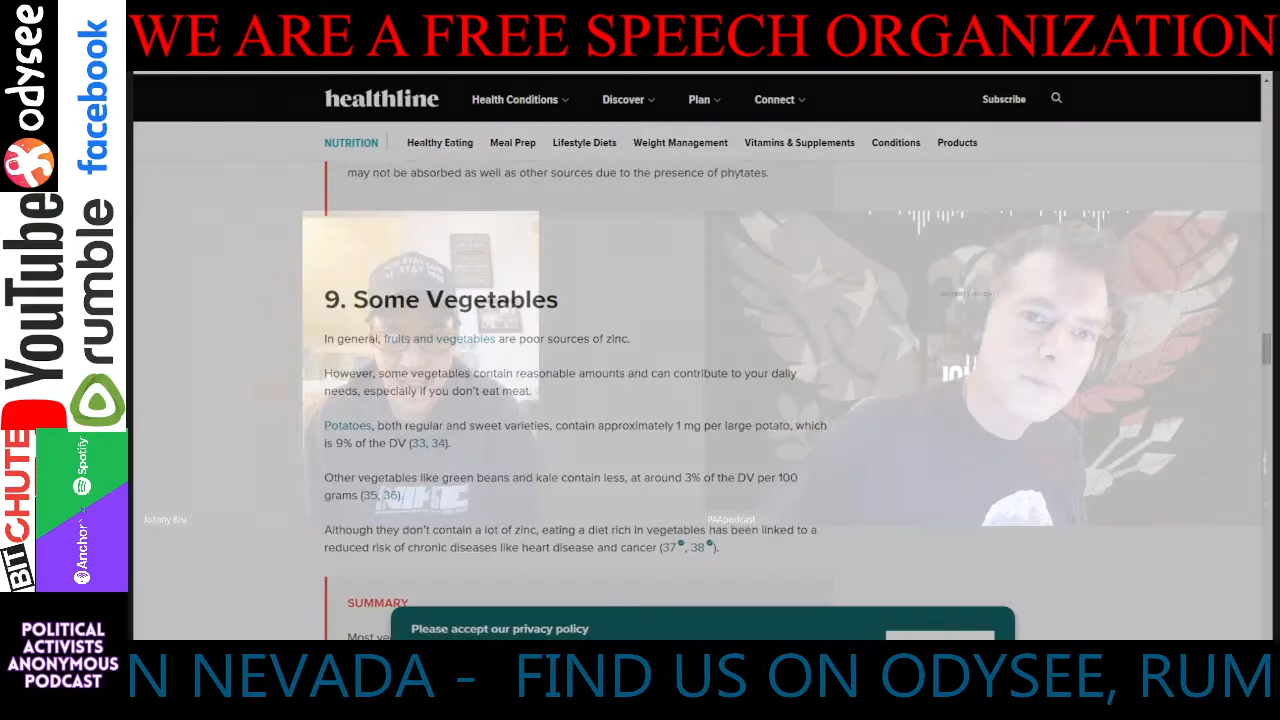 WE ARE A FREE SPEECH ORGANIZATION
odysee
facebook
YouTube
rumble
BITCHUTE
Spotify
Anchor
POLITICAL
ACTIVISTS
ANONYMOUS
PODCAST
healthline
Health Conditions
Discover
Plan
Connect
Subscribe
NUTRITION
Healthy Eating
Meal Prep
Lifestyle Diets
Weight Management
Vitamins & Supplements
Conditions
Products
may not be absorbed as well as other sources due to the presence of phytates.
9. Some Vegetables
In general, fruits and vegetables are poor sources of zinc.
However, some vegetables contain reasonable amounts and can contribute to your daily
needs, especially if you don't eat meat.
Potatoes, both regular and sweet varieties, contain approximately 1 mg per large potato, which
is 9% of the DV (33, 34).
Other vegetables like green beans and kale contain less, at around 3% of the DV per 100
grams (35, 36).
Johnny Bru
PAApodcast
Although they don't contain a lot of zinc, eating a diet rich in vegetables has been linked to a
reduced risk of chronic diseases like heart disease and cancer (37, 38).
SUMMARY
Most ve
Please accept our privacy policy
N NEVADA - FIND US ON ODYSEE, RUM